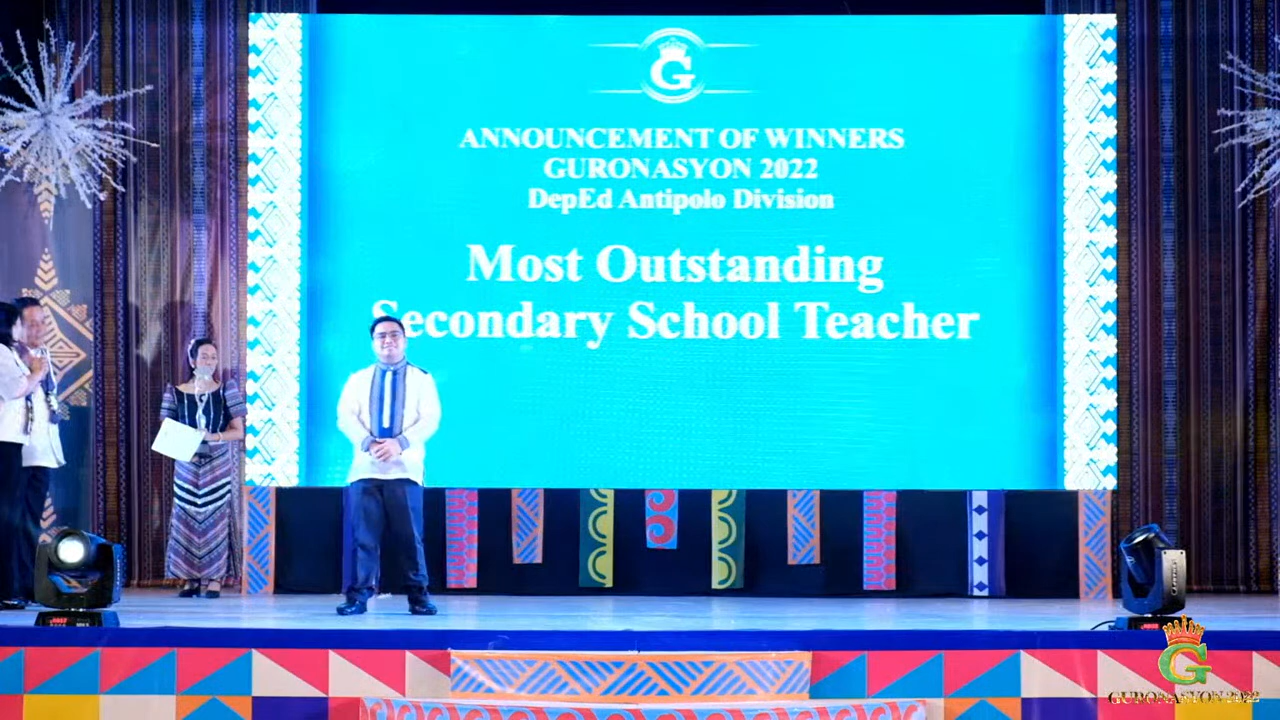 G
ANNOUNCEMENT OF WINNERS
GURONASYON 2022
DepEd Antipolo Division
Most Outstanding
Secondary School Teacher
G
GURONASYON 2022